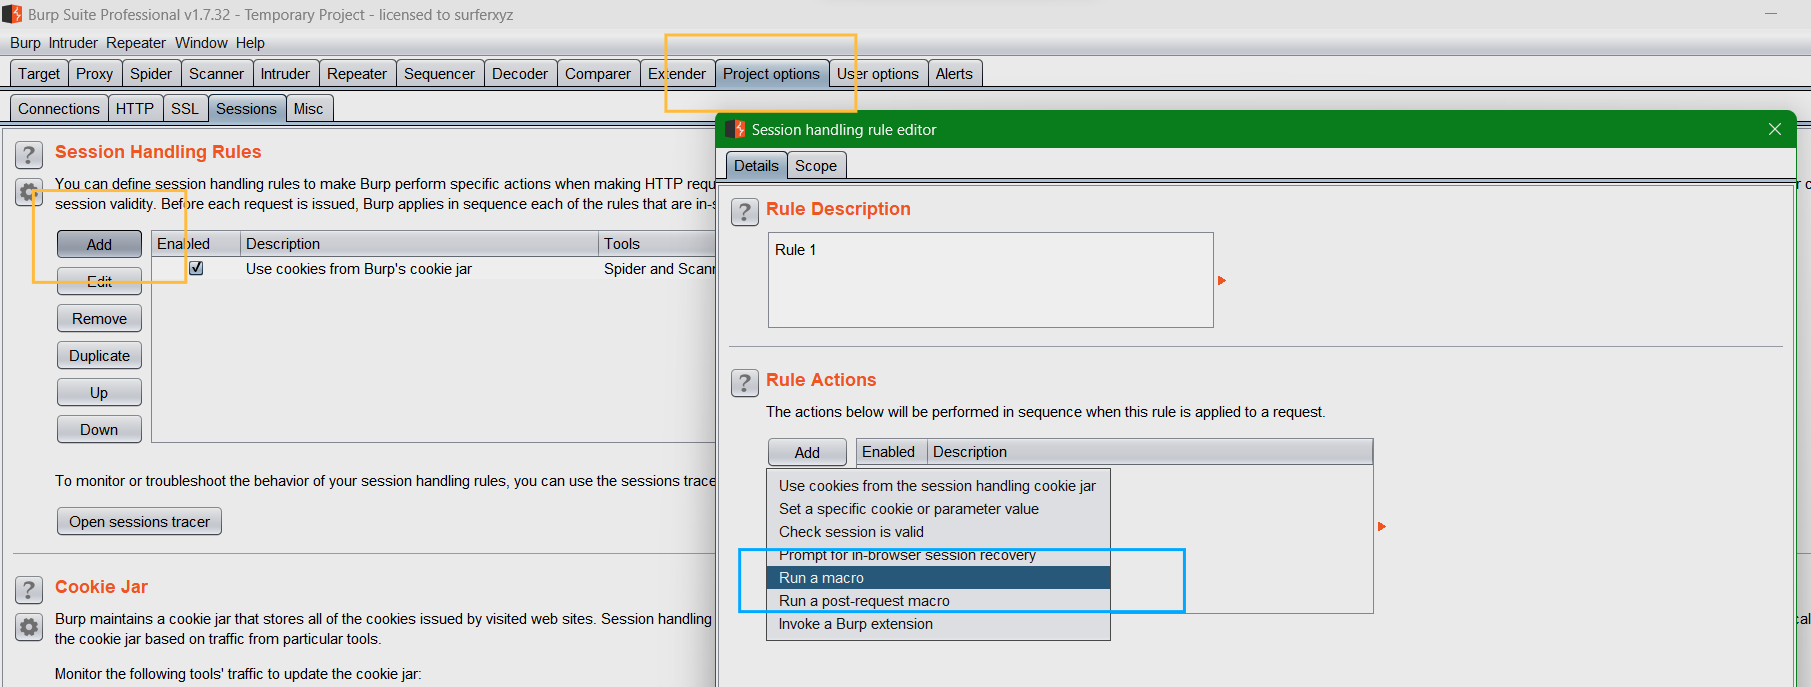 Burp Suite Professional v1.7.32 - Temporary Project - licensed to surferxyz
Burp Intruder Repeater Window Help
Target Proxy Spider Scanner Intruder Repeater Sequencer Decoder Comparer Extender Project options User options Alerts
Connections HTTP SSL Sessions Misc
Session Handling Rules
You can define session handling rules to make Burp perform specific actions when making HTTP requ
session validity. Before each request is issued, Burp applies in sequence each of the rules that are in-s
Add Enabled Description Tools
Use cookies from Burp's cookie jar Spider and Scanr
Edit
Remove
Duplicate
Up
Down
To monitor or troubleshoot the behavior of your session handling rules, you can use the sessions trace
Open sessions tracer
Cookie Jar
Burp maintains a cookie jar that stores all of the cookies issued by visited web sites. Session handling
the cookie jar based on traffic from particular tools.
Monitor the following tools' traffic to update the cookie jar:
Session handling rule editor
Details Scope
Rule Description
Rule 1
Rule Actions
The actions below will be performed in sequence when this rule is applied to a request.
Add Enabled Description
Use cookies from the session handling cookie jar
Set a specific cookie or parameter value
Check session is valid
Prompt for in-browser session recovery
Run a macro
Run a post-request macro
Invoke a Burp extension